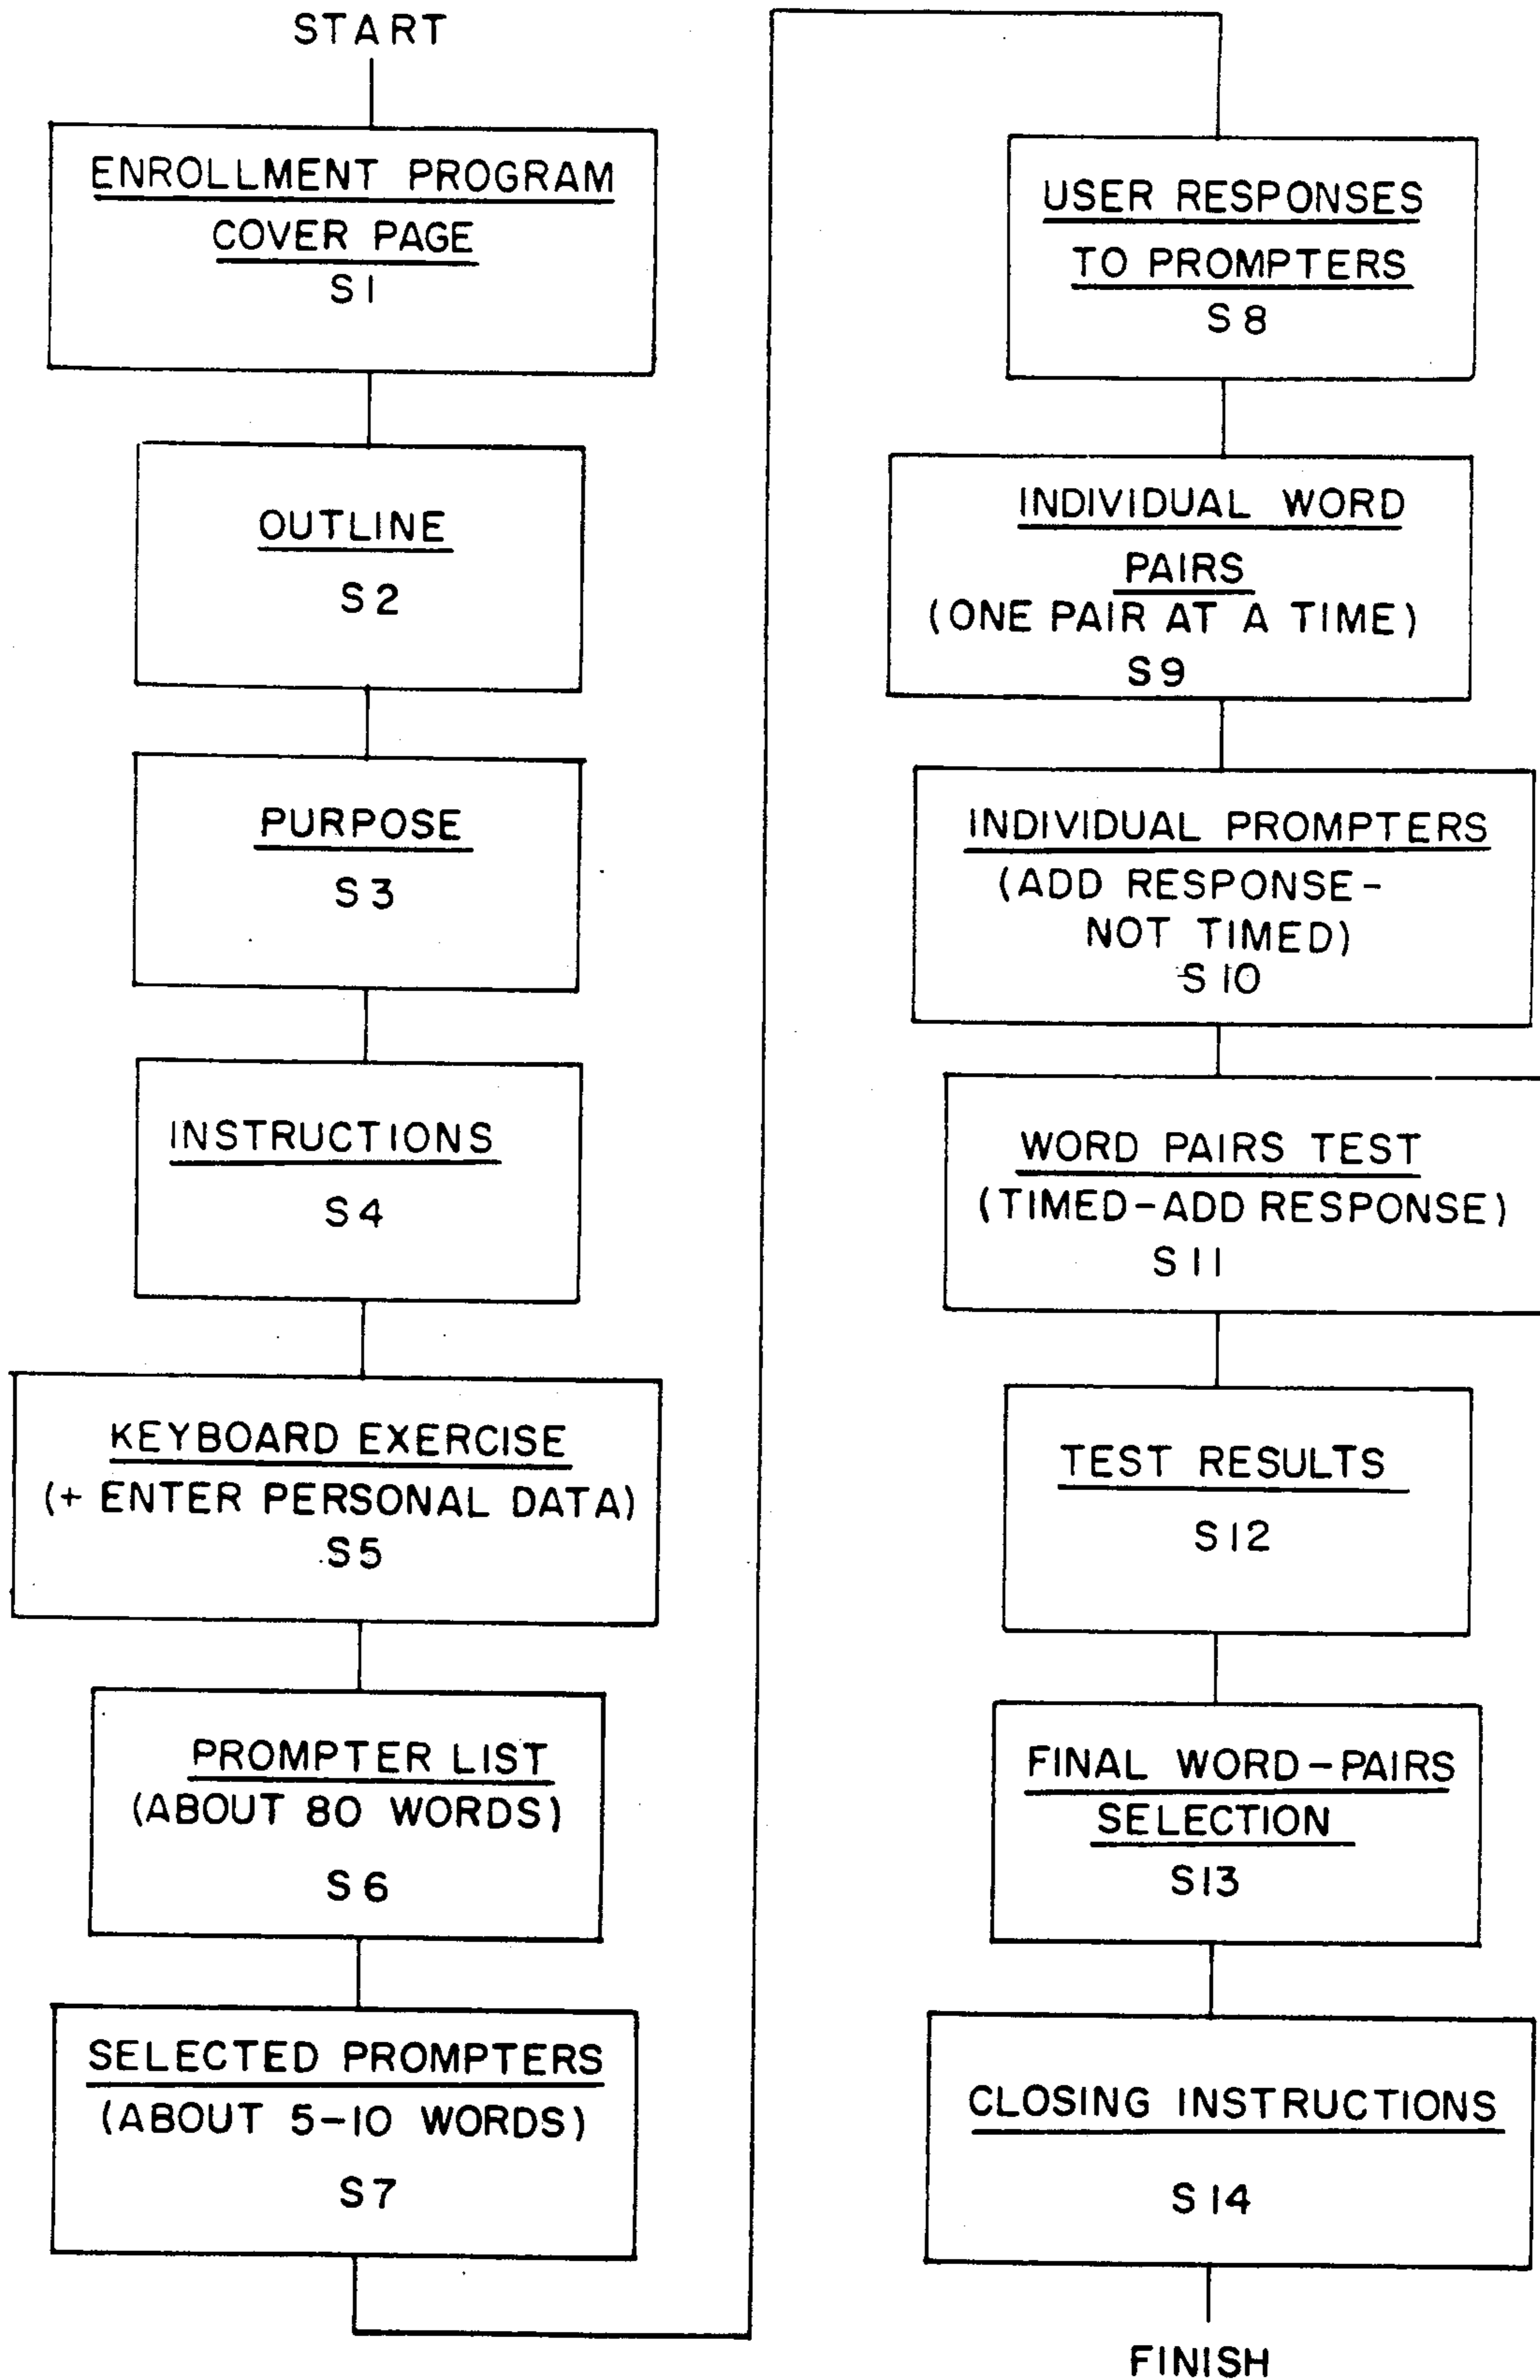 START
ENROLLMENT PROGRAM
COVER PAGE
S1
OUTLINE
S2
PURPOSE
S3
INSTRUCTIONS
S4
KEYBOARD EXERCISE
(+ ENTER PERSONAL DATA)
S5
PROMPTER LIST
(ABOUT 80 WORDS)
S6
SELECTED PROMPTERS
(ABOUT 5-10 WORDS)
S7
USER RESPONSES
TO PROMPTERS
S8
INDIVIDUAL WORD
PAIRS
(ONE PAIR AT A TIME)
S9
INDIVIDUAL PROMPTERS
(ADD RESPONSE-
NOT TIMED)
S10
WORD PAIRS TEST
(TIMED-ADD RESPONSE)
S11
TEST RESULTS
S12
FINAL WORD-PAIRS
SELECTION
S13
CLOSING INSTRUCTIONS
S14
FINISH